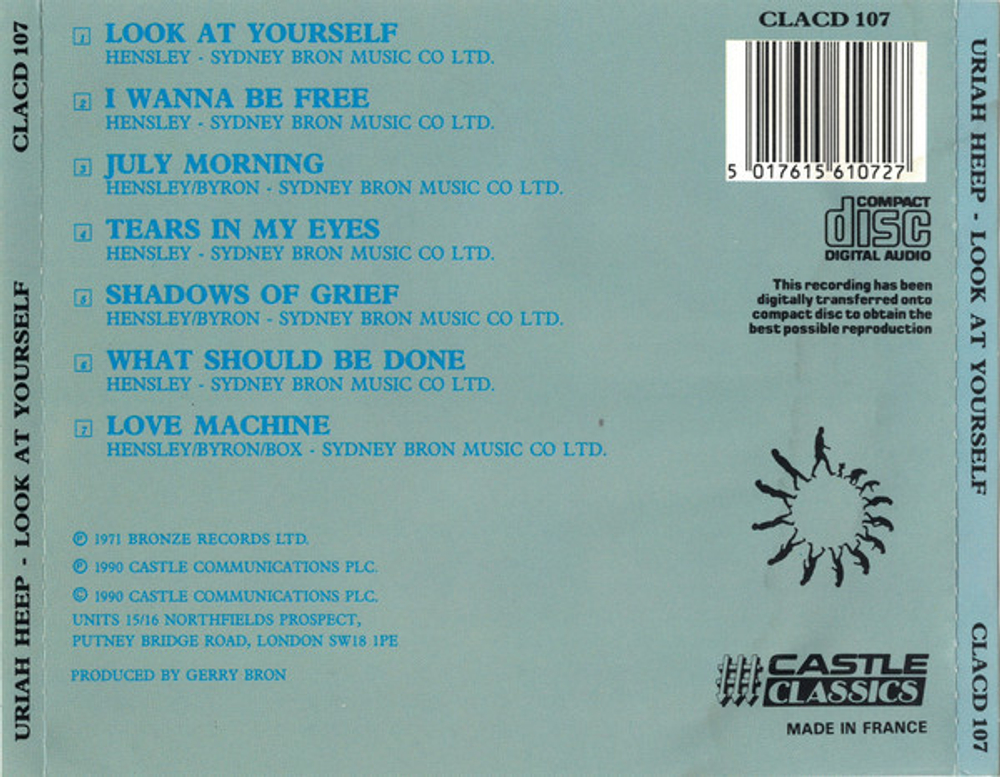 CLACD 107
URIAH HEEP - LOOK AT YOURSELF
1 LOOK AT YOURSELF
HENSLEY - SYDNEY BRON MUSIC CO LTD.
2 I WANNA BE FREE
HENSLEY - SYDNEY BRON MUSIC CO LTD.
3 JULY MORNING
HENSLEY/BYRON - SYDNEY BRON MUSIC CO LTD.
4 TEARS IN MY EYES
HENSLEY - SYDNEY BRON MUSIC CO LTD.
5 SHADOWS OF GRIEF
HENSLEY/BYRON - SYDNEY BRON MUSIC CO LTD.
6 WHAT SHOULD BE DONE
HENSLEY - SYDNEY BRON MUSIC CO LTD.
7 LOVE MACHINE
HENSLEY/BYRON/BOX - SYDNEY BRON MUSIC CO LTD.
℗ 1971 BRONZE RECORDS LTD.
℗ 1990 CASTLE COMMUNICATIONS PLC.
© 1990 CASTLE COMMUNICATIONS PLC.
UNITS 15/16 NORTHFIELDS PROSPECT,
PUTNEY BRIDGE ROAD, LONDON SW18 1PE
PRODUCED BY GERRY BRON
CLACD 107
5 017615 610727
COMPACT
disc
DIGITAL AUDIO
This recording has been
digitally transferred onto
compact disc to obtain the
best possible reproduction
CASTLE
CLASSICS
MADE IN FRANCE
URIAH HEEP - LOOK AT YOURSELF
CLACD 107